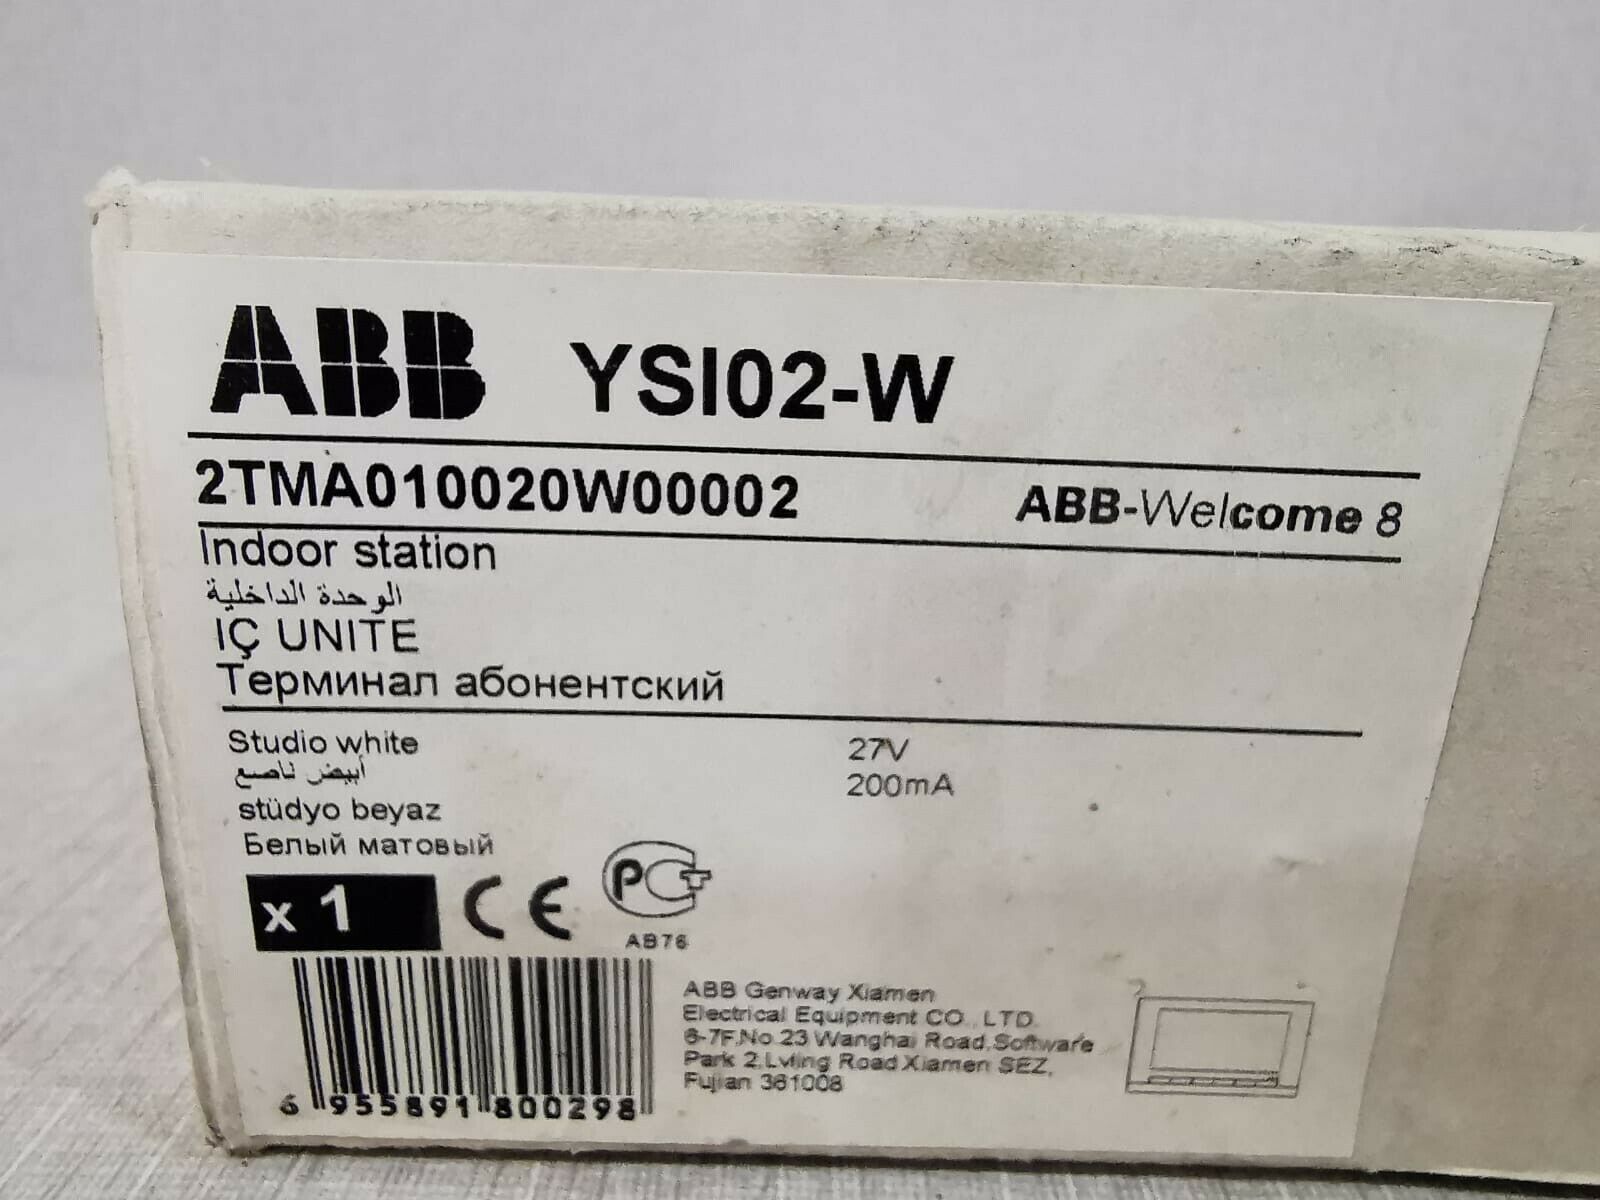 ABB YSI02-W
2TMA010020W00002 ABB-Welcome 8
Indoor station
الوحدة الداخلية
IÇ UNITE
Терминал абонентский
Studio white 27V
أبيض ناصع 200mA
stüdyo beyaz
Белый матовый
x 1 CE PCT
AB76
ABB Genway Xiamen
Electrical Equipment CO.,LTD.
6-7F,No.23 Wanghai Road,Software
Park 2,Lvling Road Xiamen SEZ,
Fujian 361008
6 955891 800298